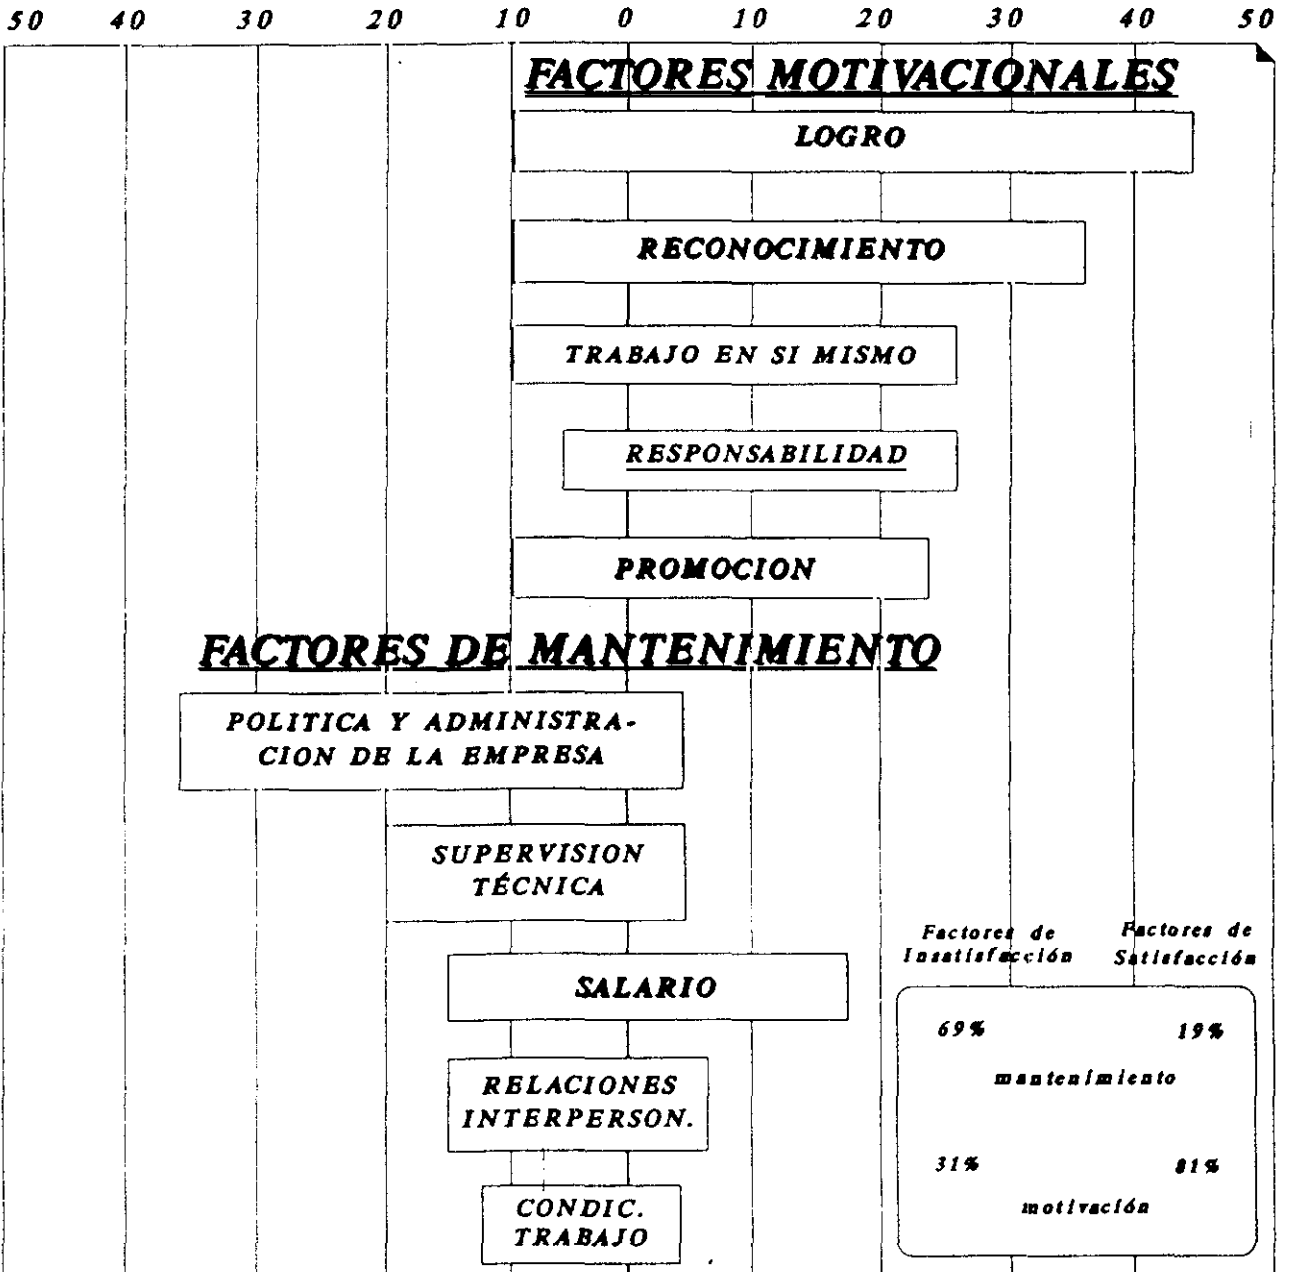 50 40 30 20 10 0 10 20 30 40 50
FACTORES MOTIVACIONALES
LOGRO
RECONOCIMIENTO
TRABAJO EN SI MISMO
RESPONSABILIDAD
PROMOCION
FACTORES DE MANTENIMIENTO
POLITICA Y ADMINISTRA-
CION DE LA EMPRESA
SUPERVISION
TÉCNICA
SALARIO
RELACIONES
INTERPERSON.
CONDIC.
TRABAJO
Factores de
Insatisfacción
Factores de
Satisfacción
69% 19%
mantenimiento
31% 81%
motivación